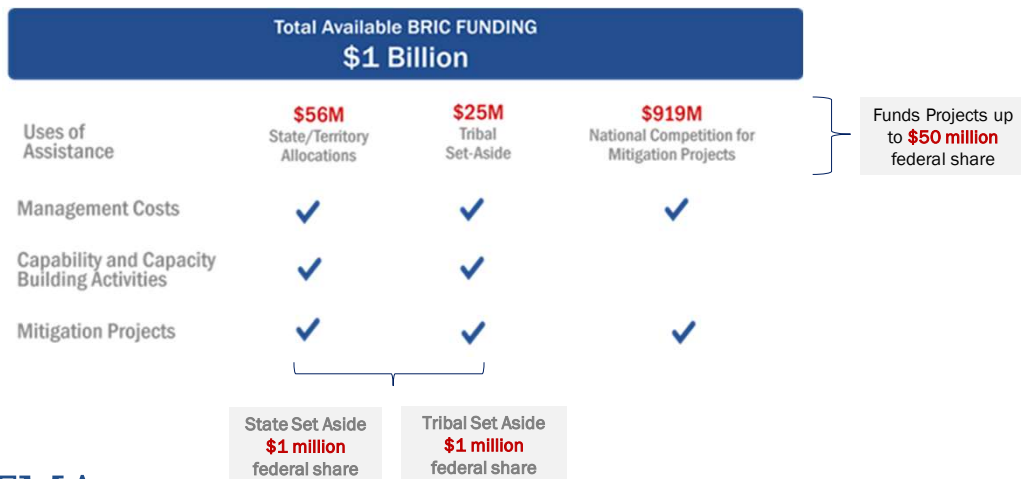 Total Available BRIC FUNDING
$1 Billion
Uses of
Assistance
$56M
State/Territory
Allocations
$25M
Tribal
Set-Aside
$919M
National Competition for
Mitigation Projects
Funds Projects up
to $50 million
federal share
Management Costs
Capability and Capacity
Building Activities
Mitigation Projects
State Set Aside
$1 million
federal share
Tribal Set Aside
$1 million
federal share